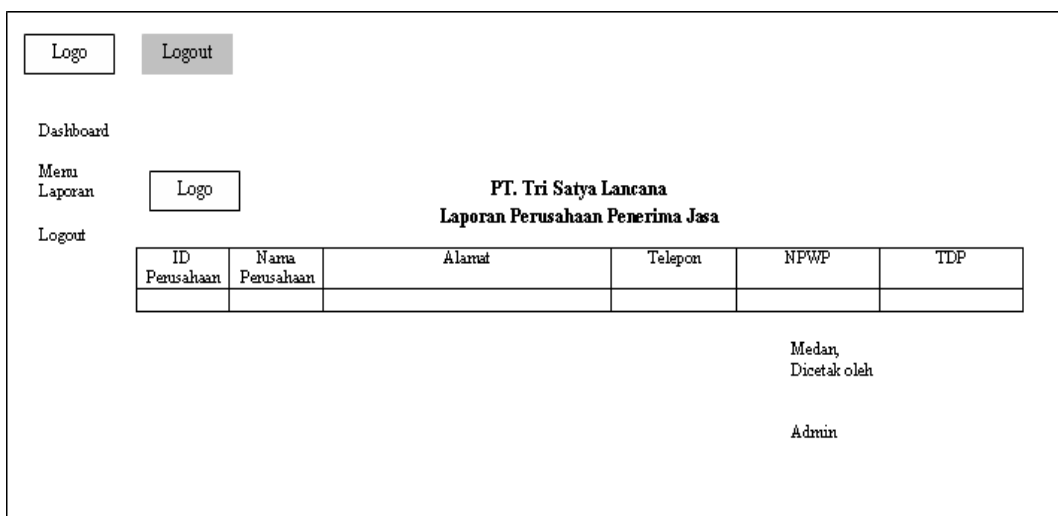 Logo
Logout
Dashboard
Menu
Laporan
Logout
Logo
PT. Tri Satya Lancana
Laporan Perusahaan Penerima Jasa
ID
Perusahaan
Nama
Perusahaan
Alamat
Telepon
NPWP
TDP
Medan,
Dicetak oleh
Admin